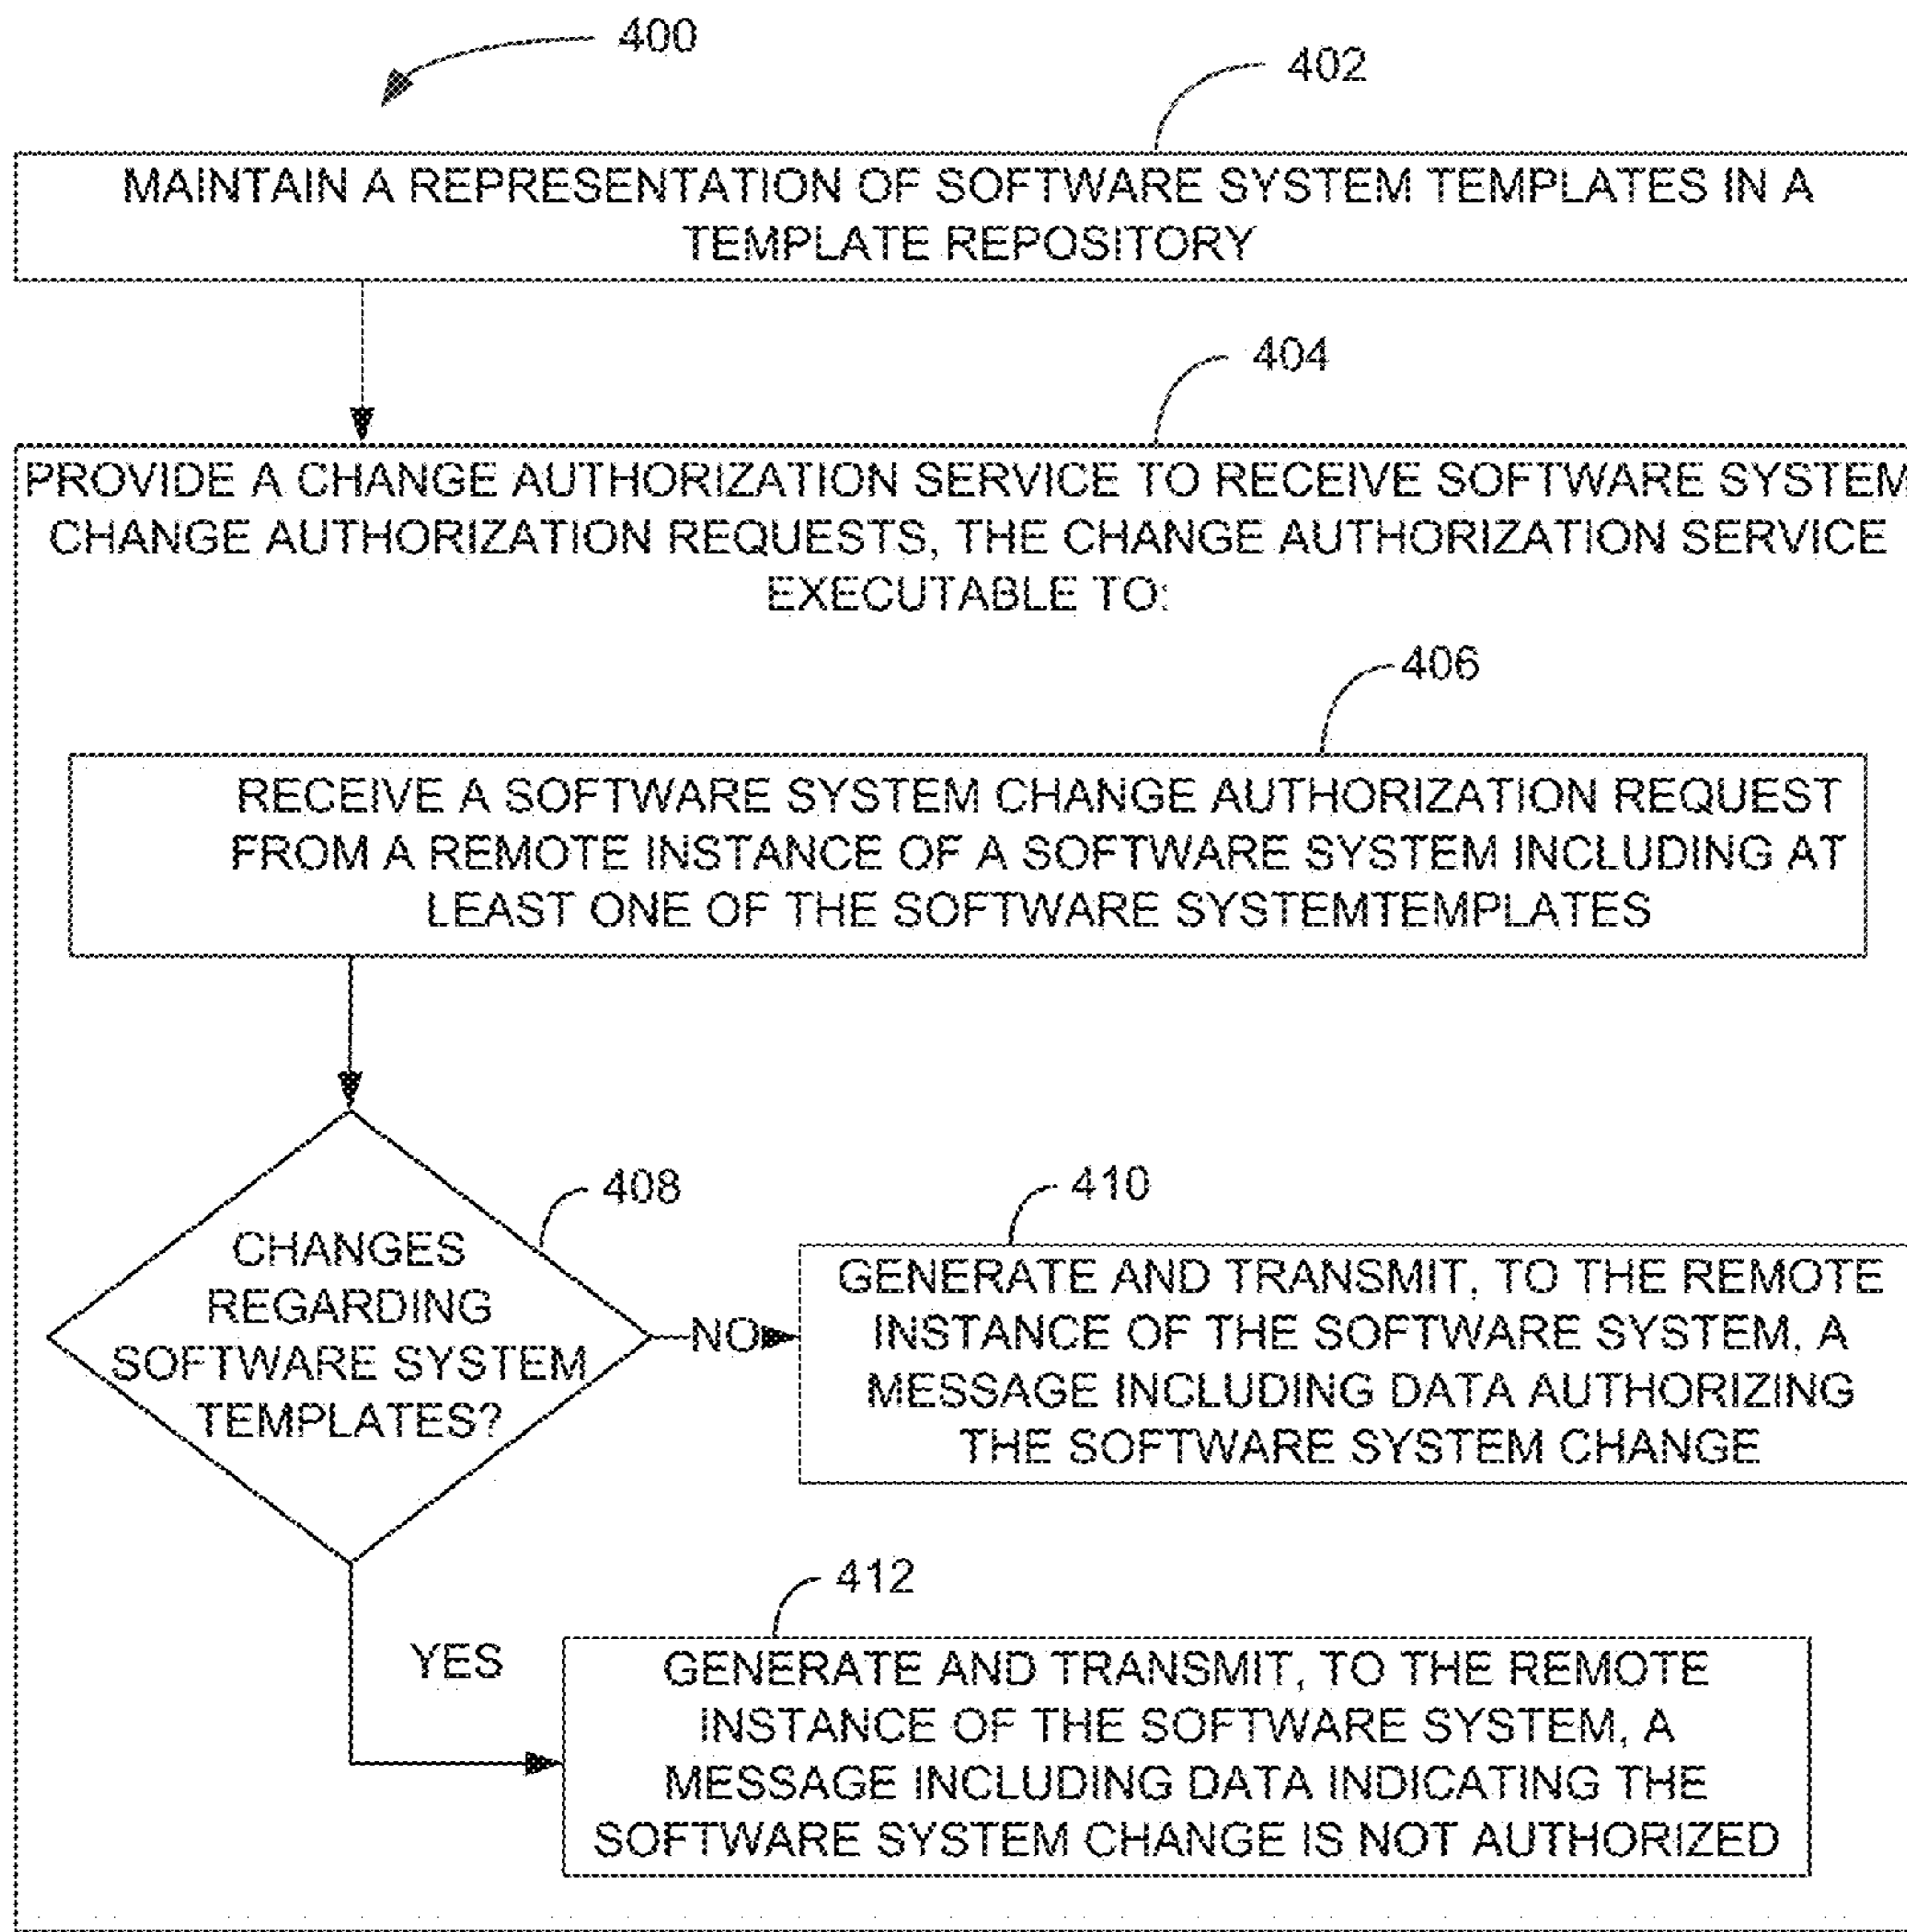 400
402
MAINTAIN A REPRESENTATION OF SOFTWARE SYSTEM TEMPLATES IN A
TEMPLATE REPOSITORY
404
PROVIDE A CHANGE AUTHORIZATION SERVICE TO RECEIVE SOFTWARE SYSTEM
CHANGE AUTHORIZATION REQUESTS, THE CHANGE AUTHORIZATION SERVICE
EXECUTABLE TO:
406
RECEIVE A SOFTWARE SYSTEM CHANGE AUTHORIZATION REQUEST
FROM A REMOTE INSTANCE OF A SOFTWARE SYSTEM INCLUDING AT
LEAST ONE OF THE SOFTWARE SYSTEMTEMPLATES
408
CHANGES
REGARDING
SOFTWARE SYSTEM
TEMPLATES?
NO
410
GENERATE AND TRANSMIT, TO THE REMOTE
INSTANCE OF THE SOFTWARE SYSTEM, A
MESSAGE INCLUDING DATA AUTHORIZING
THE SOFTWARE SYSTEM CHANGE
YES
412
GENERATE AND TRANSMIT, TO THE REMOTE
INSTANCE OF THE SOFTWARE SYSTEM, A
MESSAGE INCLUDING DATA INDICATING THE
SOFTWARE SYSTEM CHANGE IS NOT AUTHORIZED